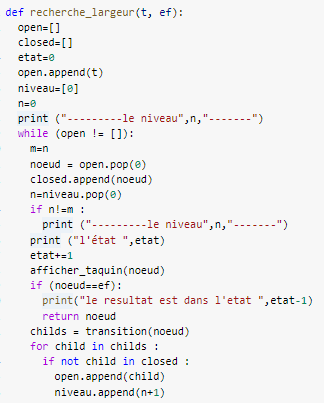 def recherche_largeur(t, ef):
  open=[]
  closed=[]
  etat=0
  open.append(t)
  niveau=[0]
  n=0
  print ("---------le niveau",n,"-------")
  while (open != []):
    m=n
    noeud = open.pop(0)
    closed.append(noeud)
    n=niveau.pop(0)
    if n!=m :
      print ("---------le niveau",n,"-------")
    print ("l'état ",etat)
    etat+=1
    afficher_taquin(noeud)
    if (noeud==ef):
      print("le resultat est dans l'etat ",etat-1)
      return noeud
    childs = transition(noeud)
    for child in childs :
      if not child in closed :
        open.append(child)
        niveau.append(n+1)